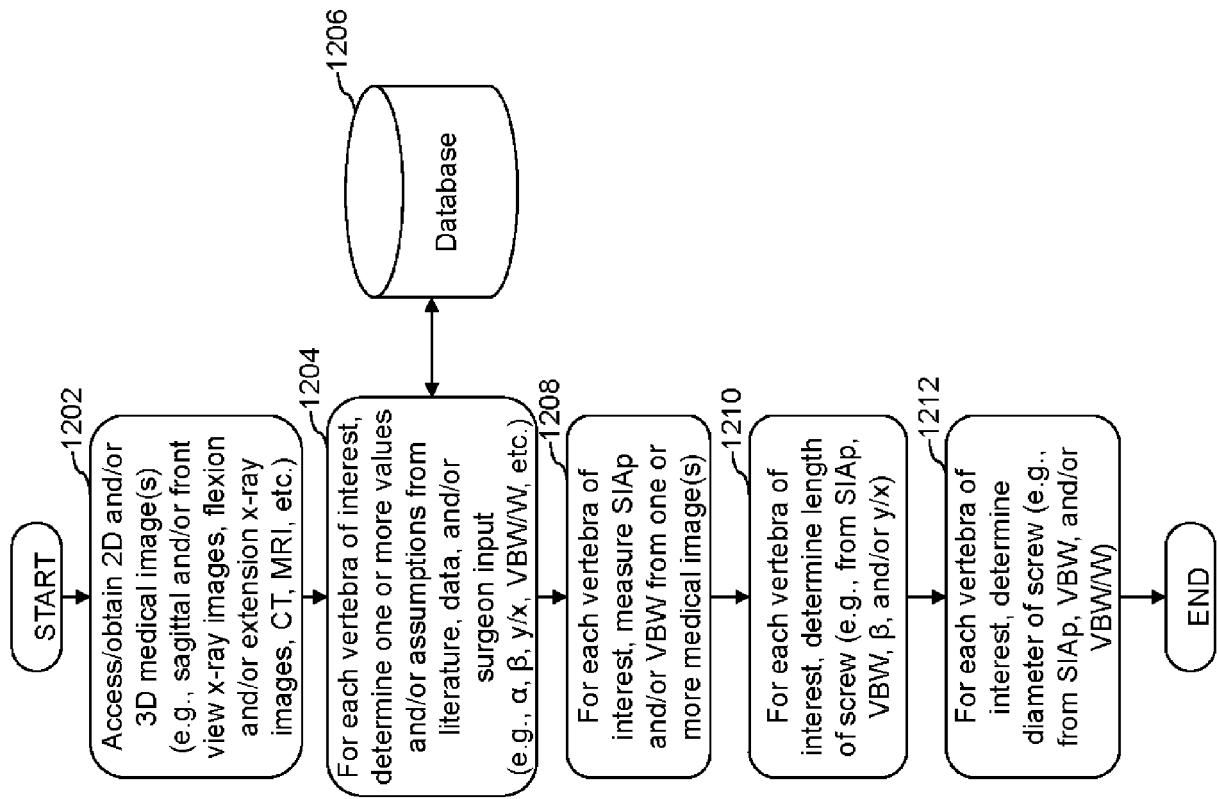 START
1202
Access/obtain 2D and/or
3D medical image(s)
(e.g., sagittal and/or front
view x-ray images, flexion
and/or extension x-ray
images, CT, MRI, etc.)
1204
For each vertebra of interest,
determine one or more values
and/or assumptions from
literature, data, and/or
surgeon input
(e.g., α, β, y/x, VBW/W, etc.)
1206
Database
1208
For each vertebra of
interest, measure SIAp
and/or VBW from one or
more medical image(s)
1210
For each vertebra of
interest, determine length
of screw (e.g., from SIAp,
VBW, β, and/or y/x)
1212
For each vertebra of
interest, determine
diameter of screw (e.g.,
from SIAp, VBW, and/or
VBW/W)
END